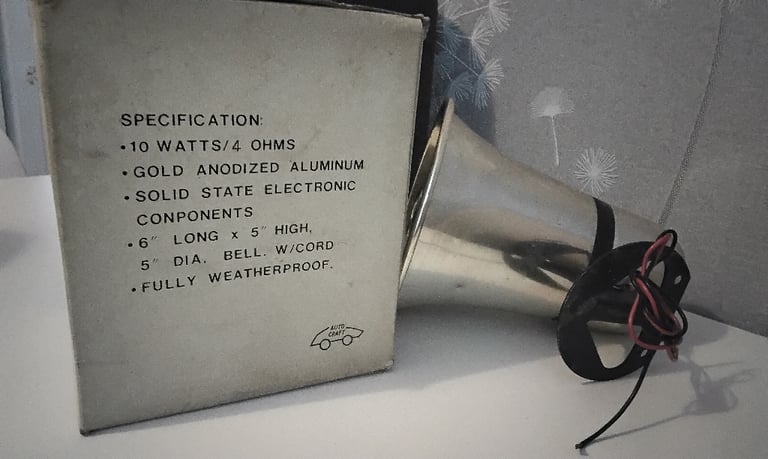 SPECIFICATION:
•10 WATTS/4 OHMS
•GOLD ANODIZED ALUMINUM
•SOLID STATE ELECTRONIC
CONPONENTS
•6″ LONG x 5″ HIGH,
5″ DIA. BELL. W/CORD
•FULLY WEATHERPROOF.
AUTO
CRAFT